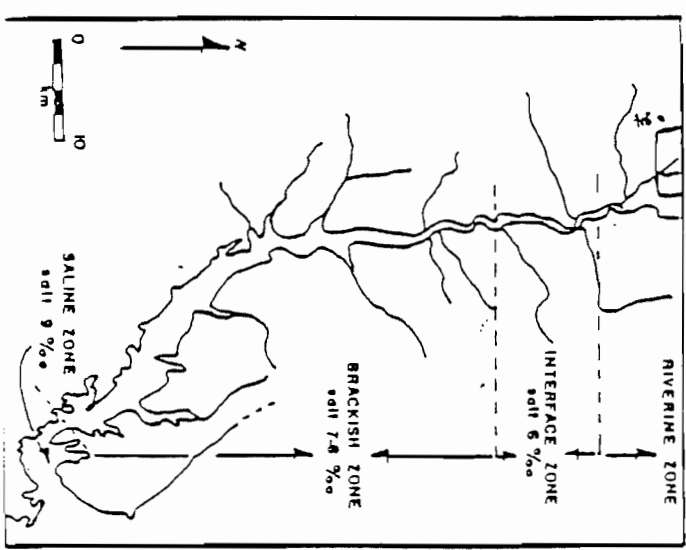 N
0 10
km
RIVERINE ZONE
INTERFACE ZONE
salt 6 ‰
BRACKISH ZONE
salt 7-8 ‰
SALINE ZONE
salt 9 ‰